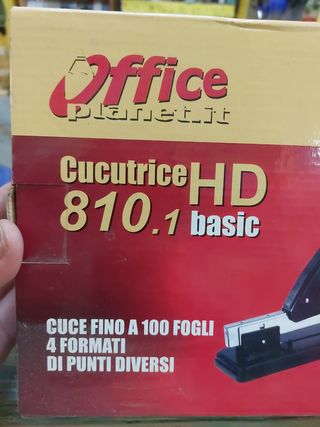 Office
planet.it
Cucutrice HD
810.1 basic
CUCE FINO A 100 FOGLI
4 FORMATI
DI PUNTI DIVERSI